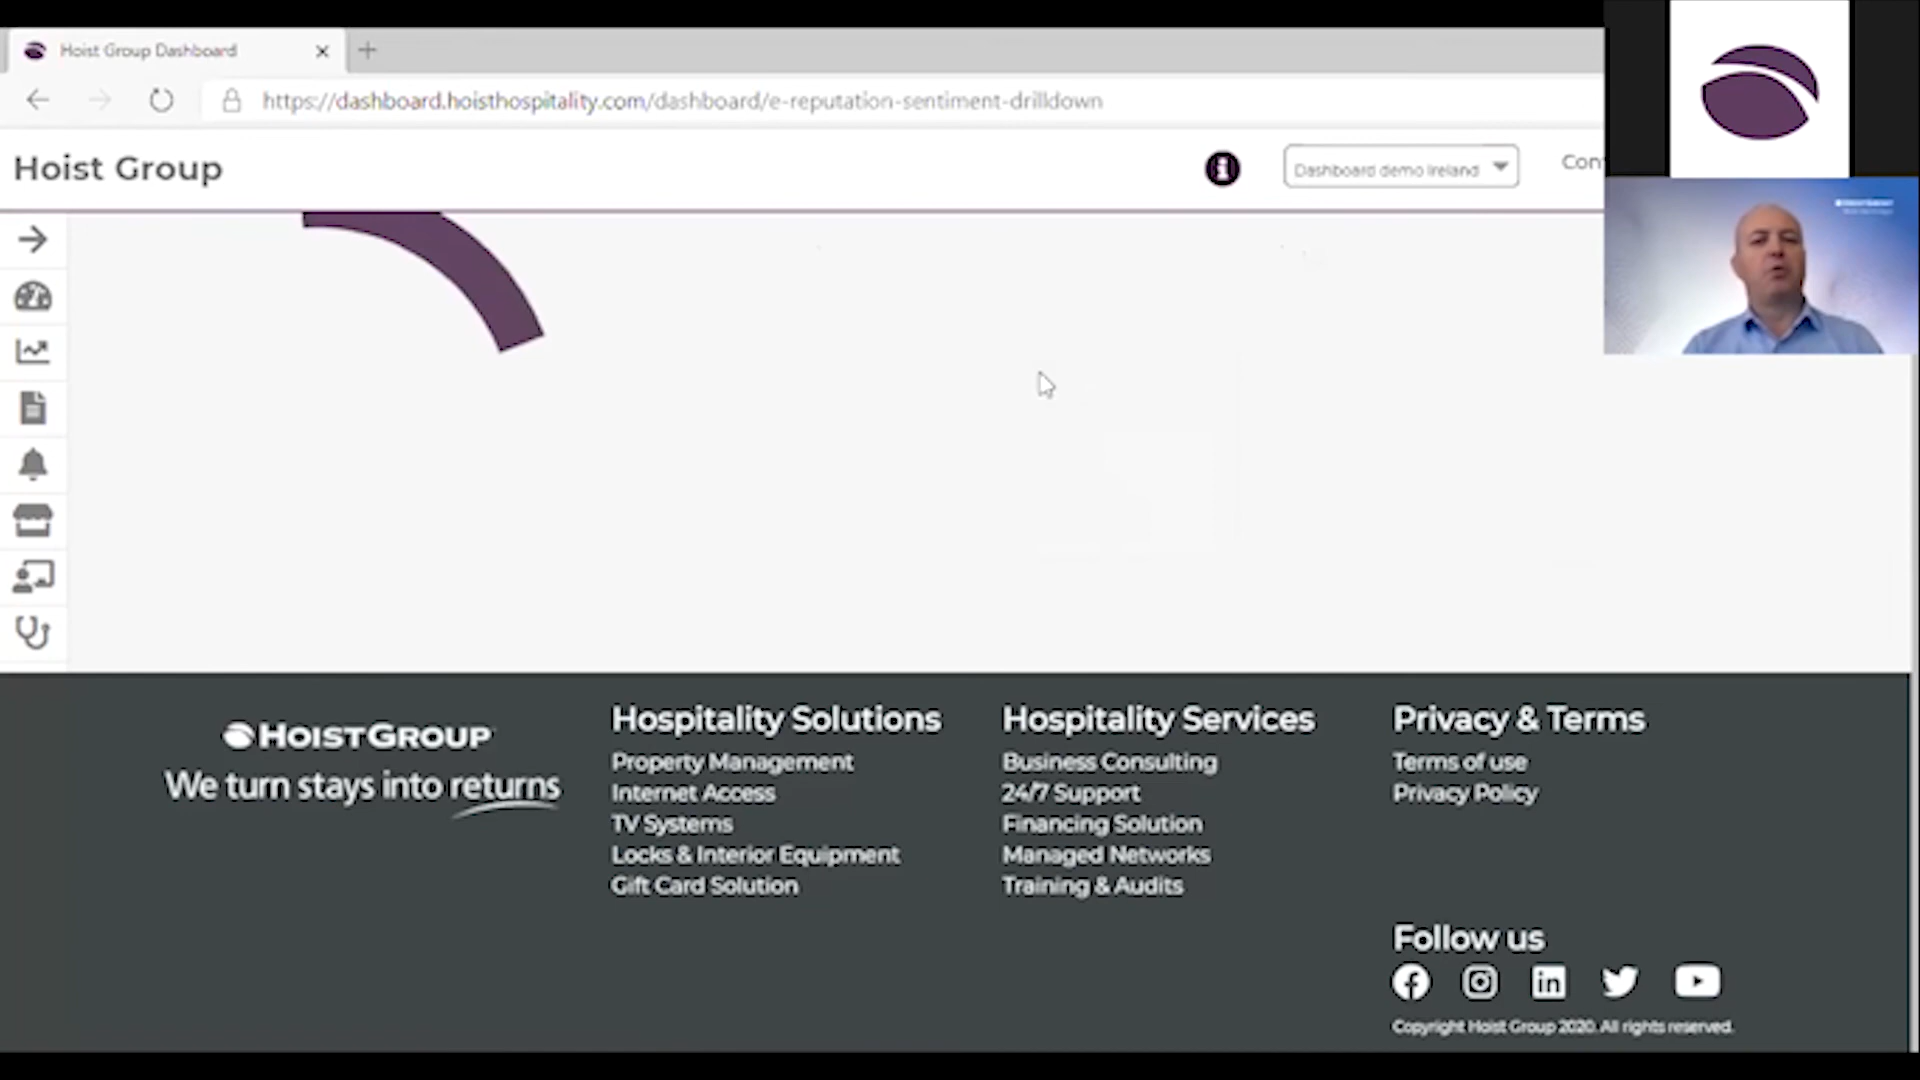 Hoist Group Dashboard
https://dashboard.hoisthospitality.com/dashboard/e-reputation-sentiment-drilldown
Hoist Group
Dashboard demo Ireland
Con
HOIST GROUP
We turn stays into returns
Hospitality Solutions
Property Management
Internet Access
TV Systems
Locks & Interior Equipment
Gift Card Solution
Hospitality Services
Business Consulting
24/7 Support
Financing Solution
Managed Networks
Training & Audits
Privacy & Terms
Terms of use
Privacy Policy
Follow us
Copyright Hoist Group 2020. All rights reserved.